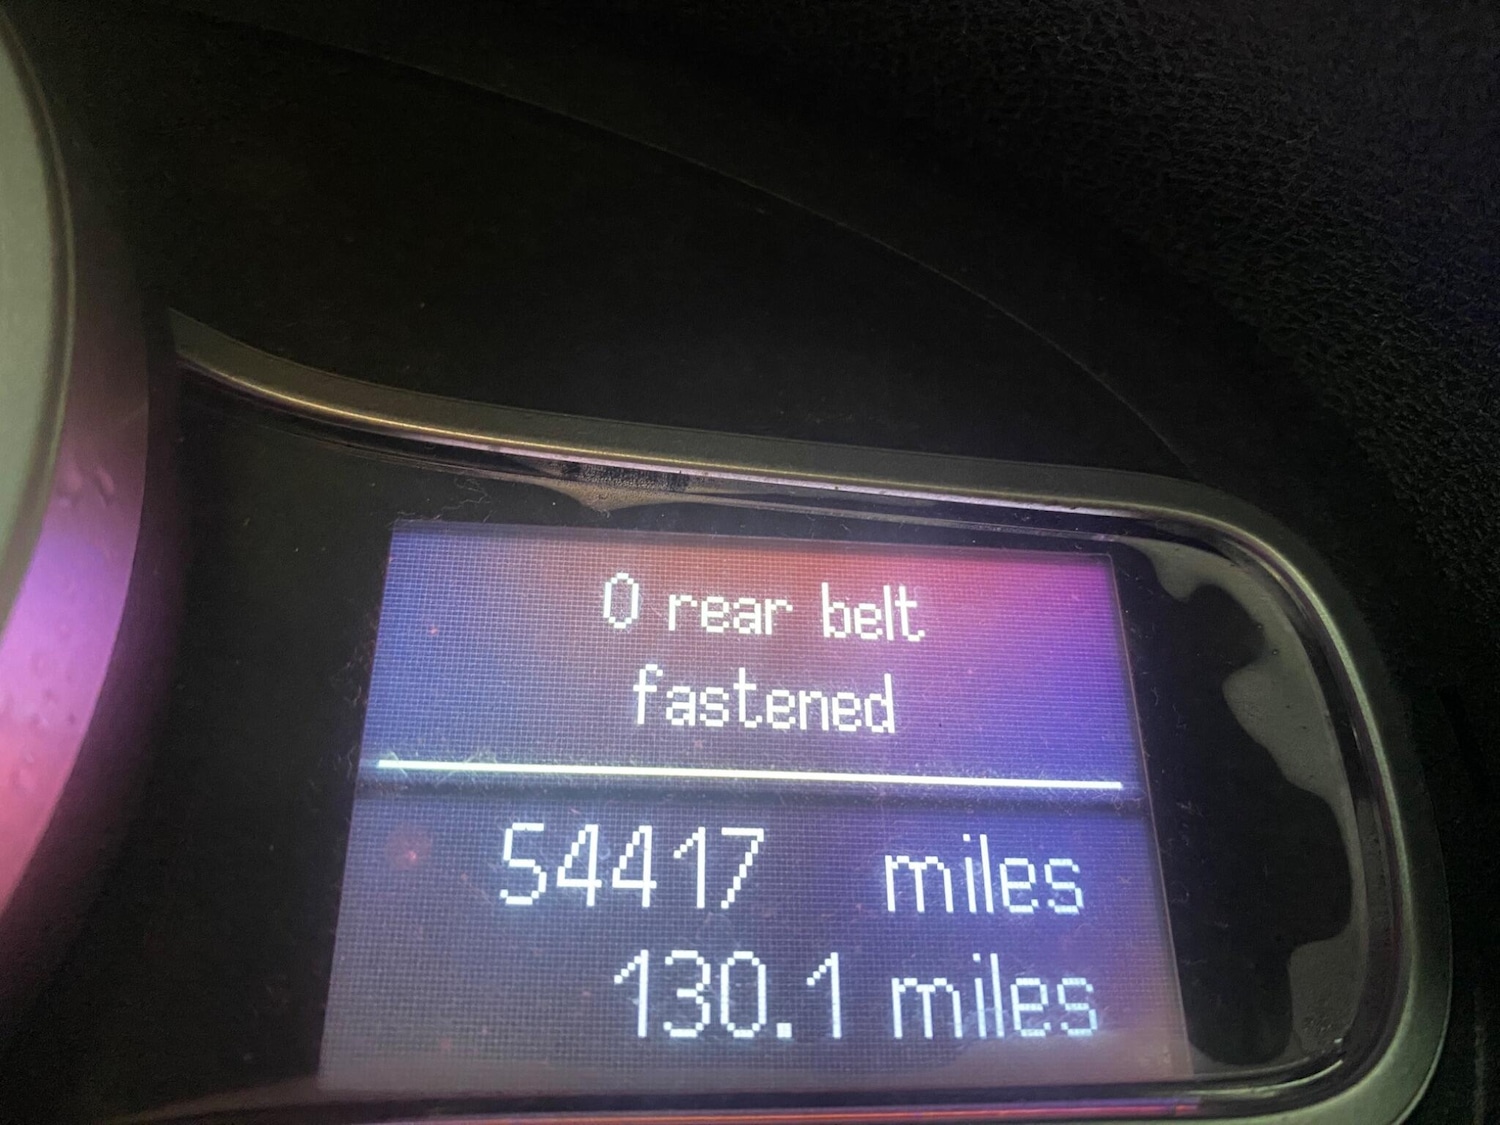 0 rear belt
fastened
54417 miles
130.1 miles